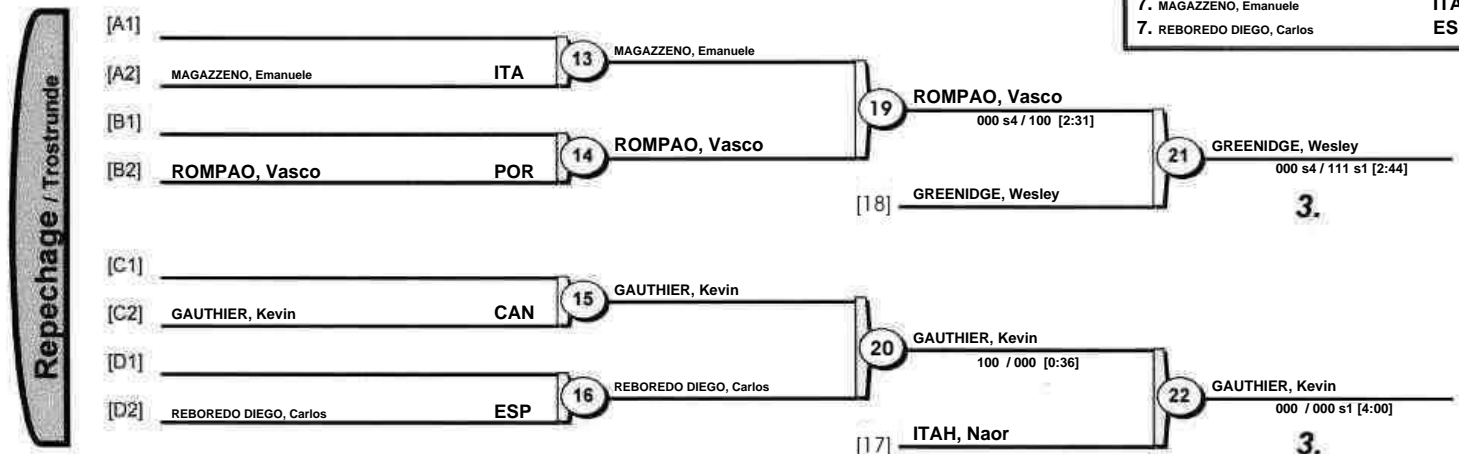 7. MAGAZZENO, Emanuele ITA
7. REBOREDO DIEGO, Carlos ESP
Repechage / Trostrunde
[A1]
[A2] MAGAZZENO, Emanuele ITA
13 MAGAZZENO, Emanuele
[B1]
[B2] ROMPAO, Vasco POR
14 ROMPAO, Vasco
19 ROMPAO, Vasco
000 s4 / 100 [2:31]
[18] GREENIDGE, Wesley
21 GREENIDGE, Wesley
000 s4 / 111 s1 [2:44]
3.
[C1]
[C2] GAUTHIER, Kevin CAN
15 GAUTHIER, Kevin
[D1]
[D2] REBOREDO DIEGO, Carlos ESP
16 REBOREDO DIEGO, Carlos
20 GAUTHIER, Kevin
100 / 000 [0:36]
[17] ITAH, Naor
22 GAUTHIER, Kevin
000 / 000 s1 [4:00]
3.